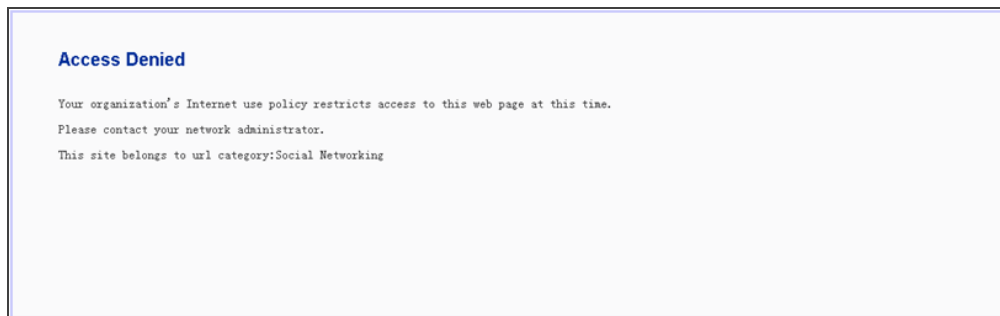 Access Denied
Your organization's Internet use policy restricts access to this web page at this time.
Please contact your network administrator.
This site belongs to url category:Social Networking